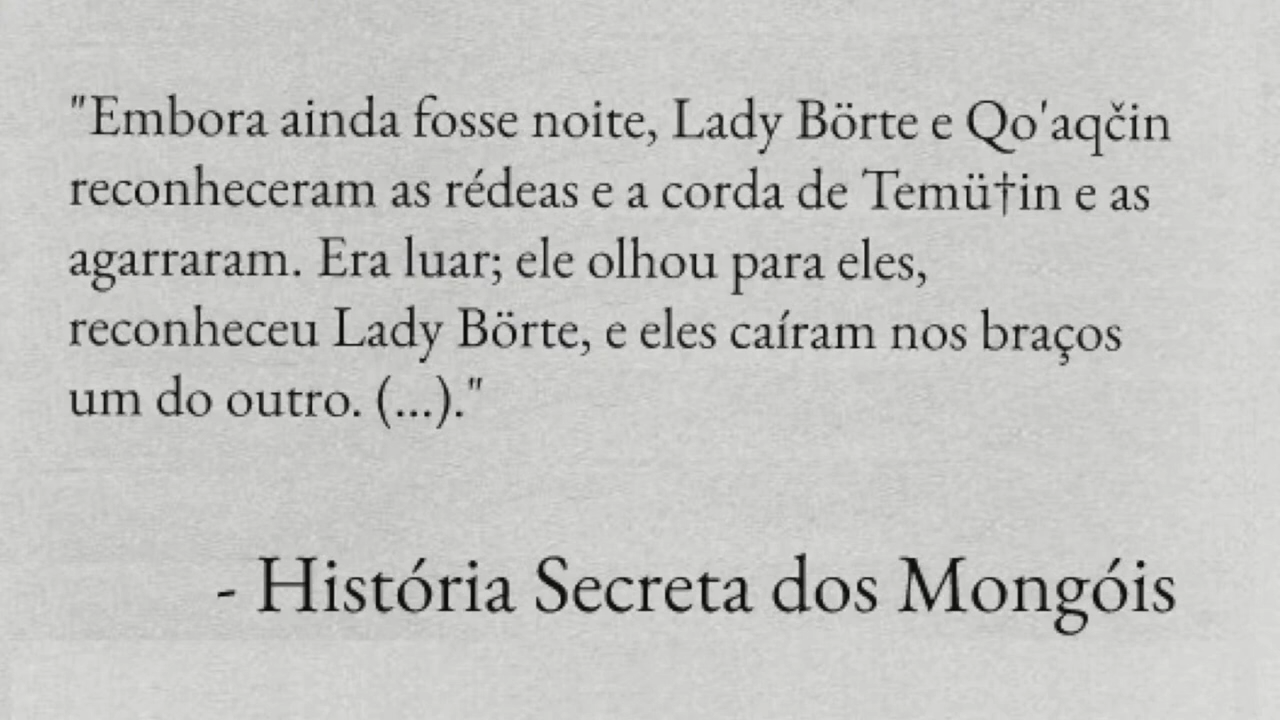 "Embora ainda fosse noite, Lady Börte e Qo'aqčin
reconheceram as rédeas e a corda de Temü†in e as
agarraram. Era luar; ele olhou para eles,
reconheceu Lady Börte, e eles caíram nos braços
um do outro. (...)."
- História Secreta dos Mongóis